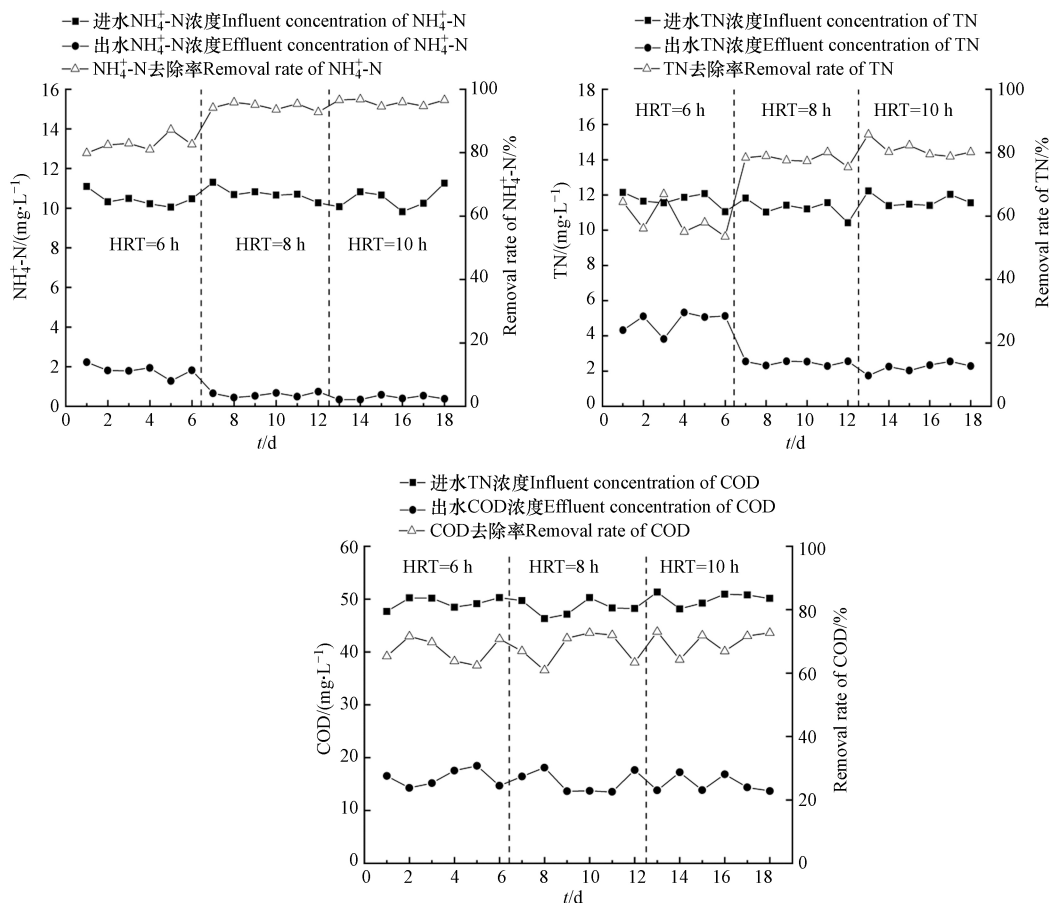 进水NH₄⁺-N浓度Influent concentration of NH₄⁺-N
出水NH₄⁺-N浓度Effluent concentration of NH₄⁺-N
NH₄⁺-N去除率Removal rate of NH₄⁺-N
16
14
12
10
8
6
4
2
0
NH₄⁺-N/(mg·L⁻¹)
HRT=6 h
HRT=8 h
HRT=10 h
100
80
60
40
20
0
Removal rate of NH₄⁺-N/%
0 2 4 6 8 10 12 14 16 18
t/d
进水TN浓度Influent concentration of TN
出水TN浓度Effluent concentration of TN
TN去除率Removal rate of TN
18
16
14
12
10
8
6
4
2
0
TN/(mg·L⁻¹)
HRT=6 h
HRT=8 h
HRT=10 h
100
80
60
40
20
0
Removal rate of TN/%
0 2 4 6 8 10 12 14 16 18
t/d
进水TN浓度Influent concentration of COD
出水COD浓度Effluent concentration of COD
COD去除率Removal rate of COD
60
50
40
30
20
10
0
COD/(mg·L⁻¹)
HRT=6 h
HRT=8 h
HRT=10 h
100
80
60
40
20
0
Removal rate of COD/%
0 2 4 6 8 10 12 14 16 18
t/d